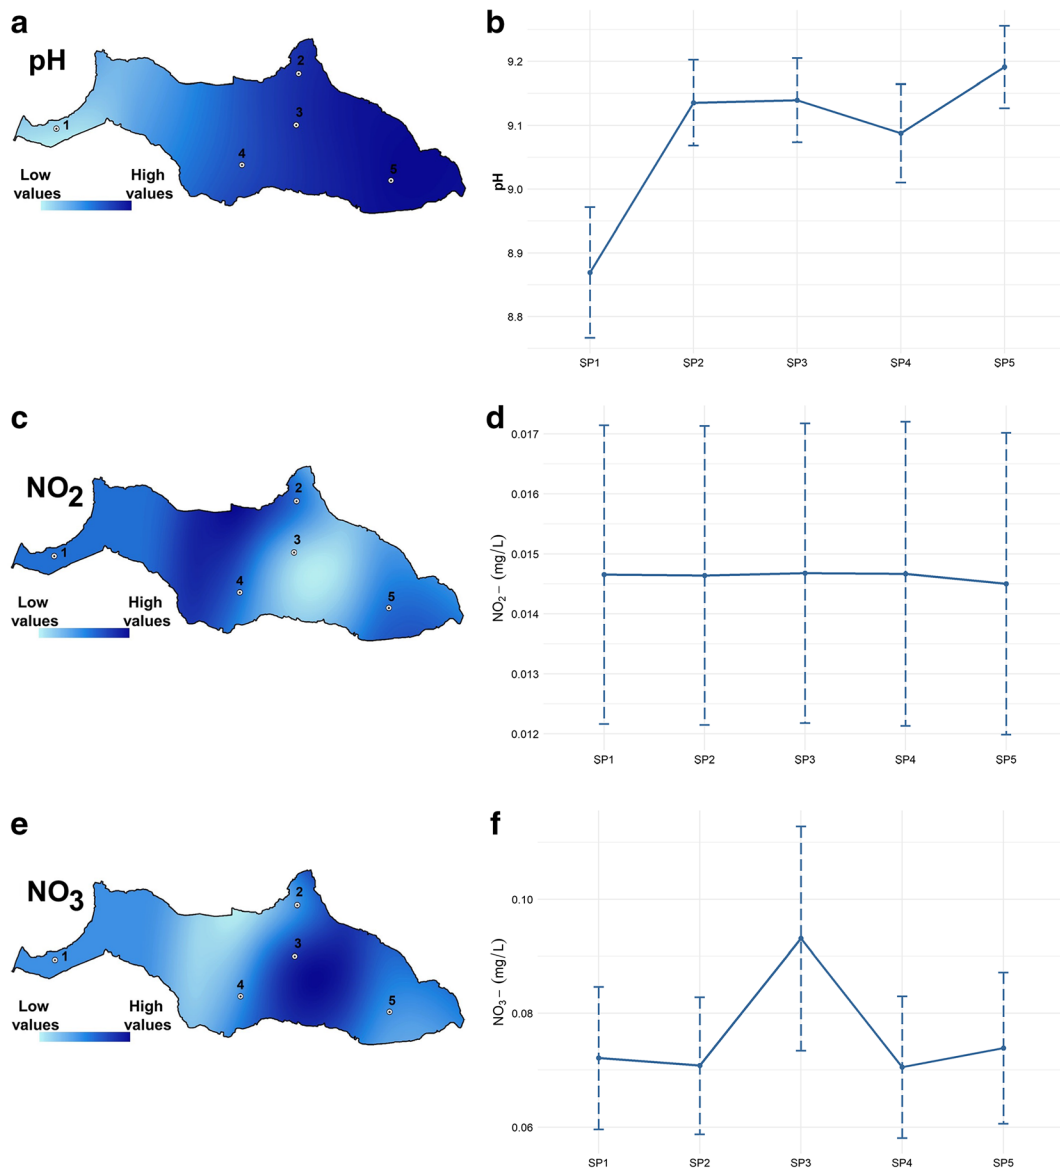 a
pH
1
2
3
4
5
Low values
High values
b
pH
9.2
9.1
9.0
8.9
8.8
SP1 SP2 SP3 SP4 SP5
c
NO2
1
2
3
4
5
Low values
High values
d
NO₂− (mg/L)
0.017
0.016
0.015
0.014
0.013
0.012
SP1 SP2 SP3 SP4 SP5
e
NO3
1
2
3
4
5
Low values
High values
f
NO₃− (mg/L)
0.10
0.08
0.06
SP1 SP2 SP3 SP4 SP5